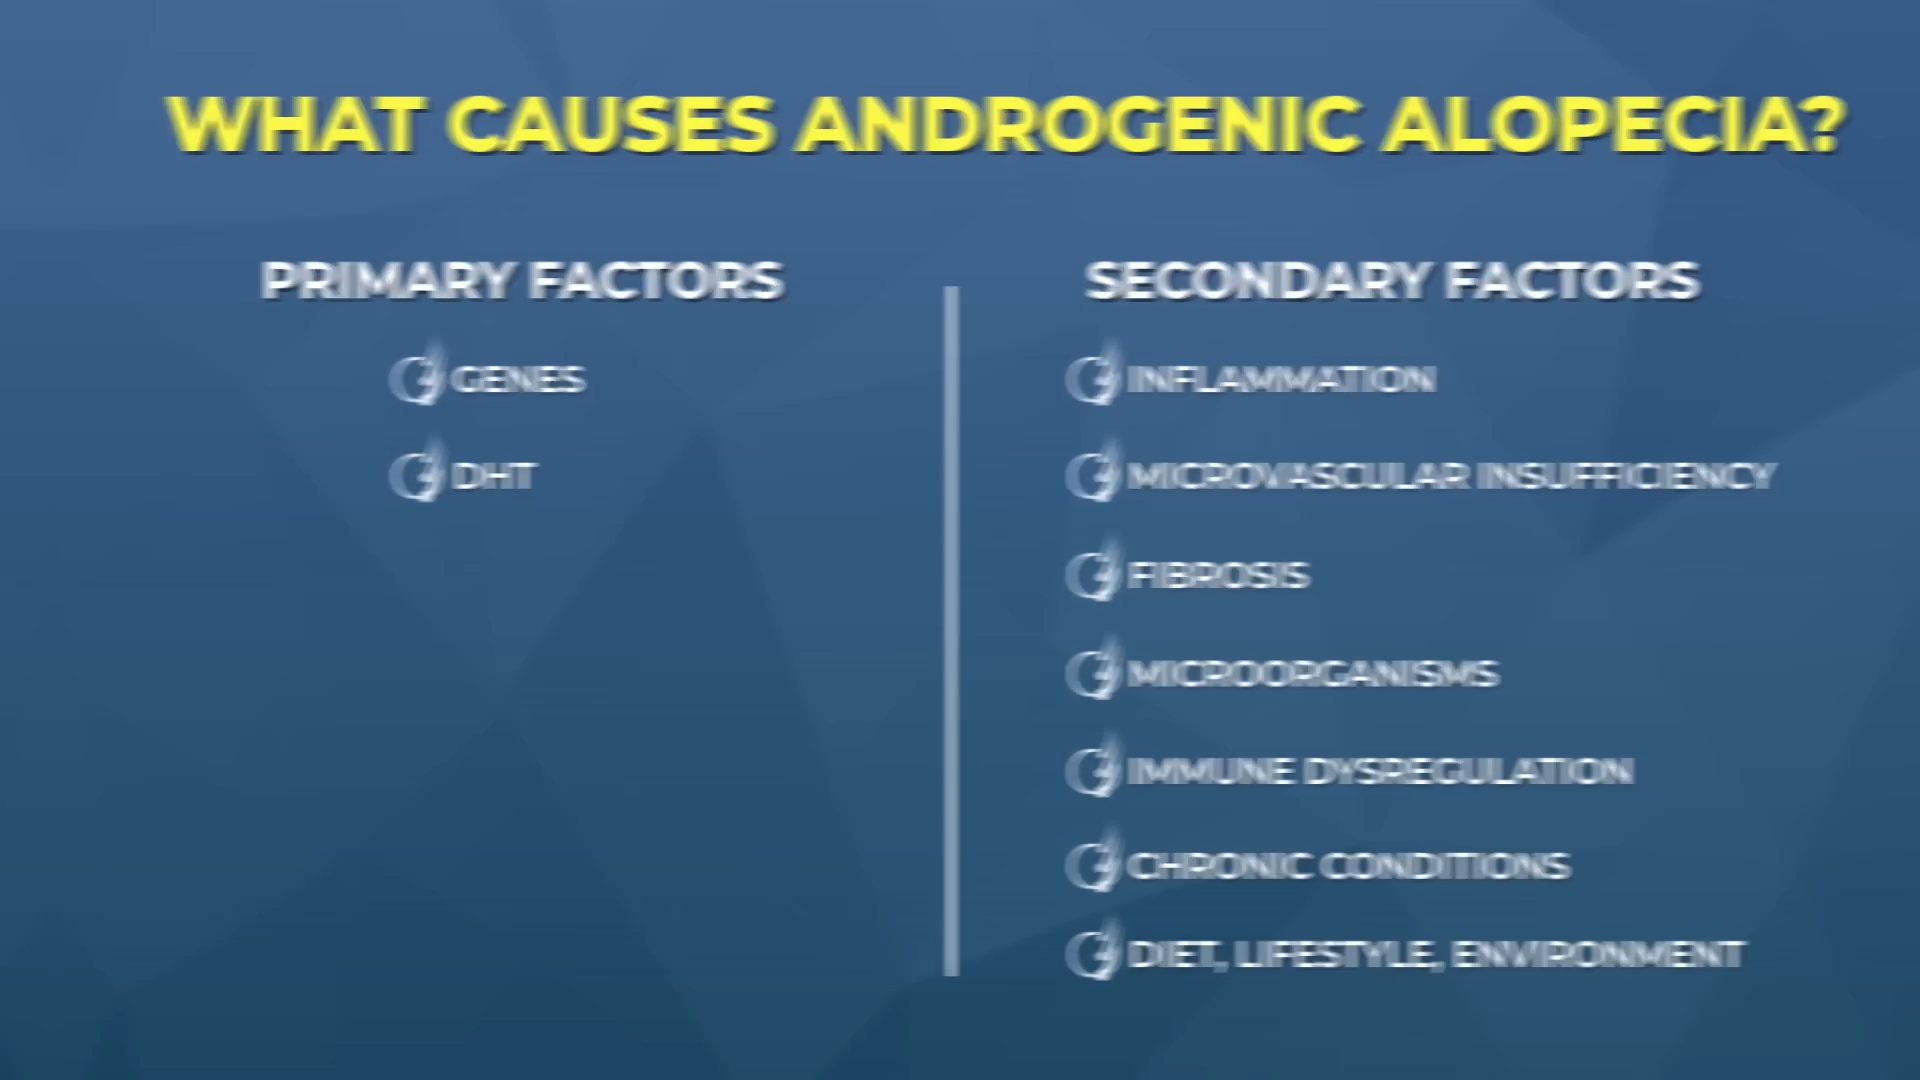 WHAT CAUSES ANDROGENIC ALOPECIA?
PRIMARY FACTORS
GENES
DHT
SECONDARY FACTORS
INFLAMMATION
MICROVASCULAR INSUFFICIENCY
FIBROSIS
MICROORGANISMS
IMMUNE DYSREGULATION
CHRONIC CONDITIONS
DIET, LIFESTYLE, ENVIRONMENT